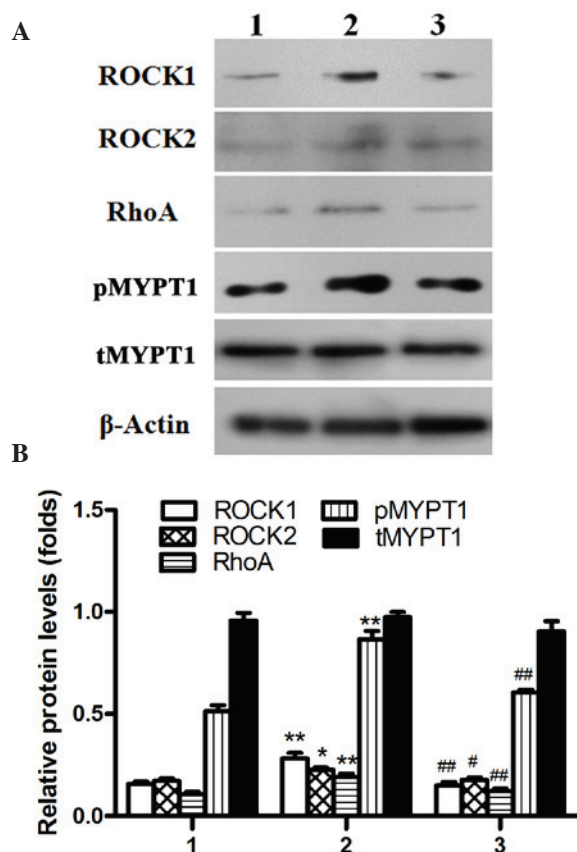 A
1 2 3
ROCK1
ROCK2
RhoA
pMYPT1
tMYPT1
β-Actin
B
Relative protein levels (folds)
1.5
1.0
0.5
0.0
ROCK1
ROCK2
RhoA
pMYPT1
tMYPT1
** * ** **
## # ## ##
1 2 3